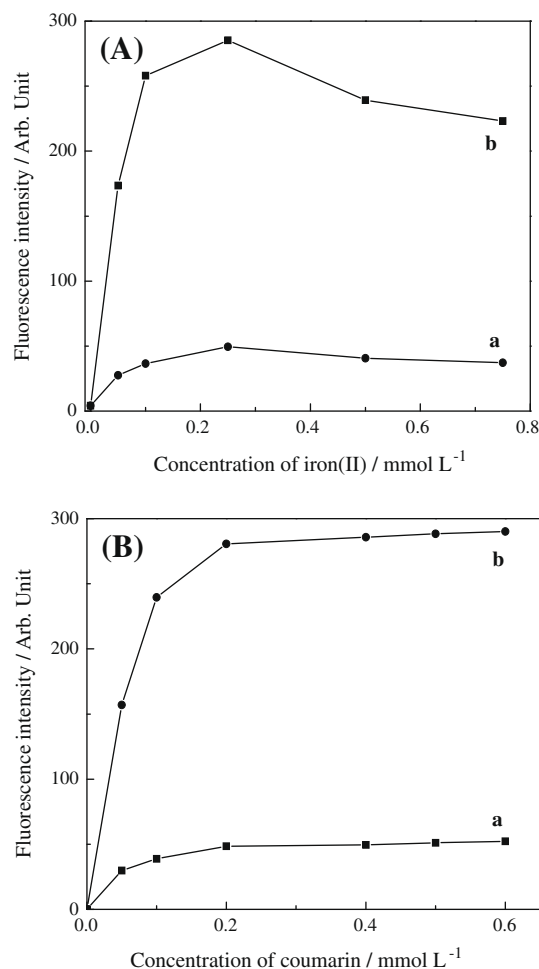 (A)
300
200
100
0
Fluorescence intensity / Arb. Unit
b
a
0.0 0.2 0.4 0.6 0.8
Concentration of iron(II) / mmol L⁻¹
(B)
300
200
100
0
Fluorescence intensity / Arb. Unit
b
a
0.0 0.2 0.4 0.6
Concentration of coumarin / mmol L⁻¹